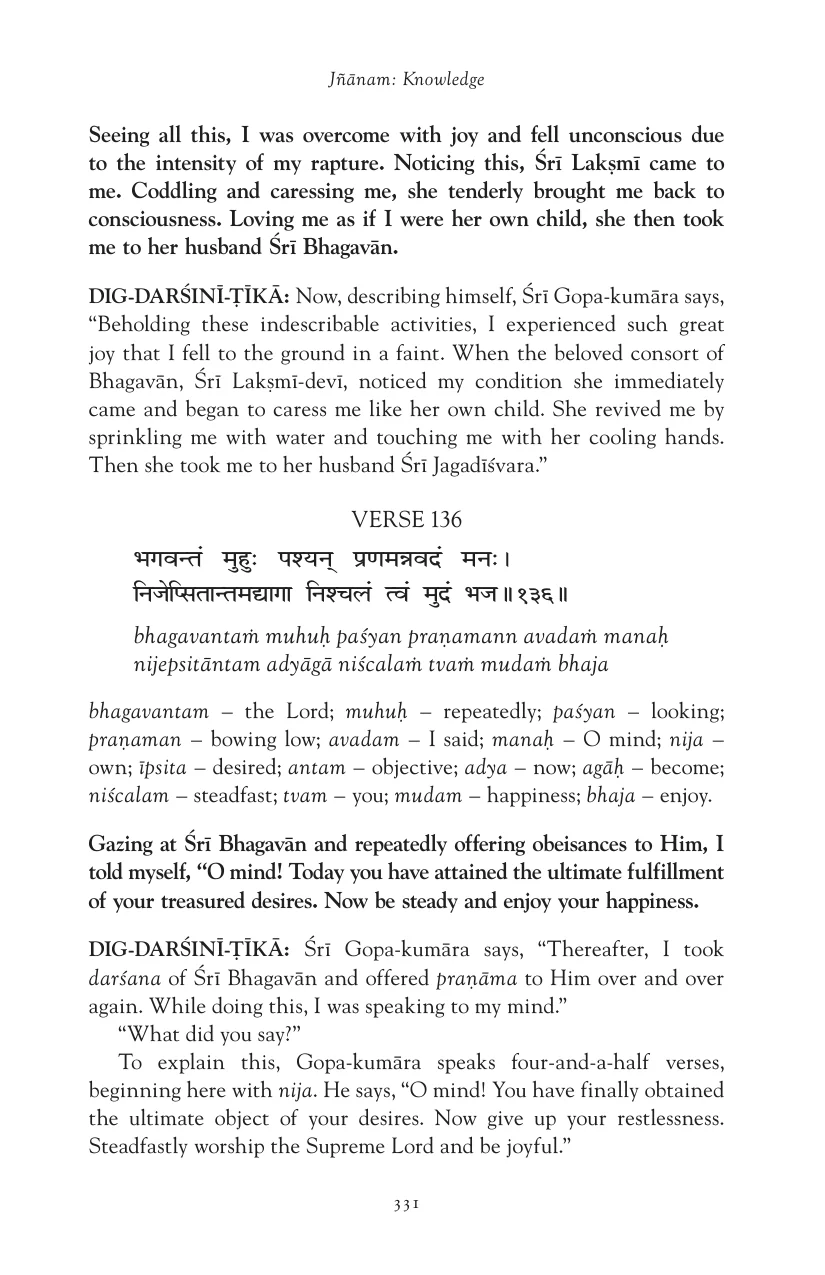 Jñānam: Knowledge
Seeing all this, I was overcome with joy and fell unconscious due
to the intensity of my rapture. Noticing this, Śrī Lakṣmī came to
me. Coddling and caressing me, she tenderly brought me back to
consciousness. Loving me as if I were her own child, she then took
me to her husband Śrī Bhagavān.
DIG-DARŚINĪ-ṬĪKĀ: Now, describing himself, Śrī Gopa-kumāra says,
“Beholding these indescribable activities, I experienced such great
joy that I fell to the ground in a faint. When the beloved consort of
Bhagavān, Śrī Lakṣmī-devī, noticed my condition she immediately
came and began to caress me like her own child. She revived me by
sprinkling me with water and touching me with her cooling hands.
Then she took me to her husband Śrī Jagadīśvara.”
VERSE 136
भगवन्तं मुहुः पश्यन् प्रणमन्नवदं मनः।
निजेप्सितान्तमद्यागा निश्चलं त्वं मुदं भज॥१३६॥
bhagavantaṁ muhuḥ paśyan praṇamann avadaṁ manaḥ
nijepsitāntam adyāgā niścalaṁ tvaṁ mudaṁ bhaja
bhagavantam – the Lord; muhuḥ – repeatedly; paśyan – looking;
praṇaman – bowing low; avadam – I said; manaḥ – O mind; nija –
own; īpsita – desired; antam – objective; adya – now; agāḥ – become;
niścalam – steadfast; tvam – you; mudam – happiness; bhaja – enjoy.
Gazing at Śrī Bhagavān and repeatedly offering obeisances to Him, I
told myself, “O mind! Today you have attained the ultimate fulfillment
of your treasured desires. Now be steady and enjoy your happiness.
DIG-DARŚINĪ-ṬĪKĀ: Śrī Gopa-kumāra says, “Thereafter, I took
darśana of Śrī Bhagavān and offered praṇāma to Him over and over
again. While doing this, I was speaking to my mind.”
“What did you say?”
To explain this, Gopa-kumāra speaks four-and-a-half verses,
beginning here with nija. He says, “O mind! You have finally obtained
the ultimate object of your desires. Now give up your restlessness.
Steadfastly worship the Supreme Lord and be joyful.”
331